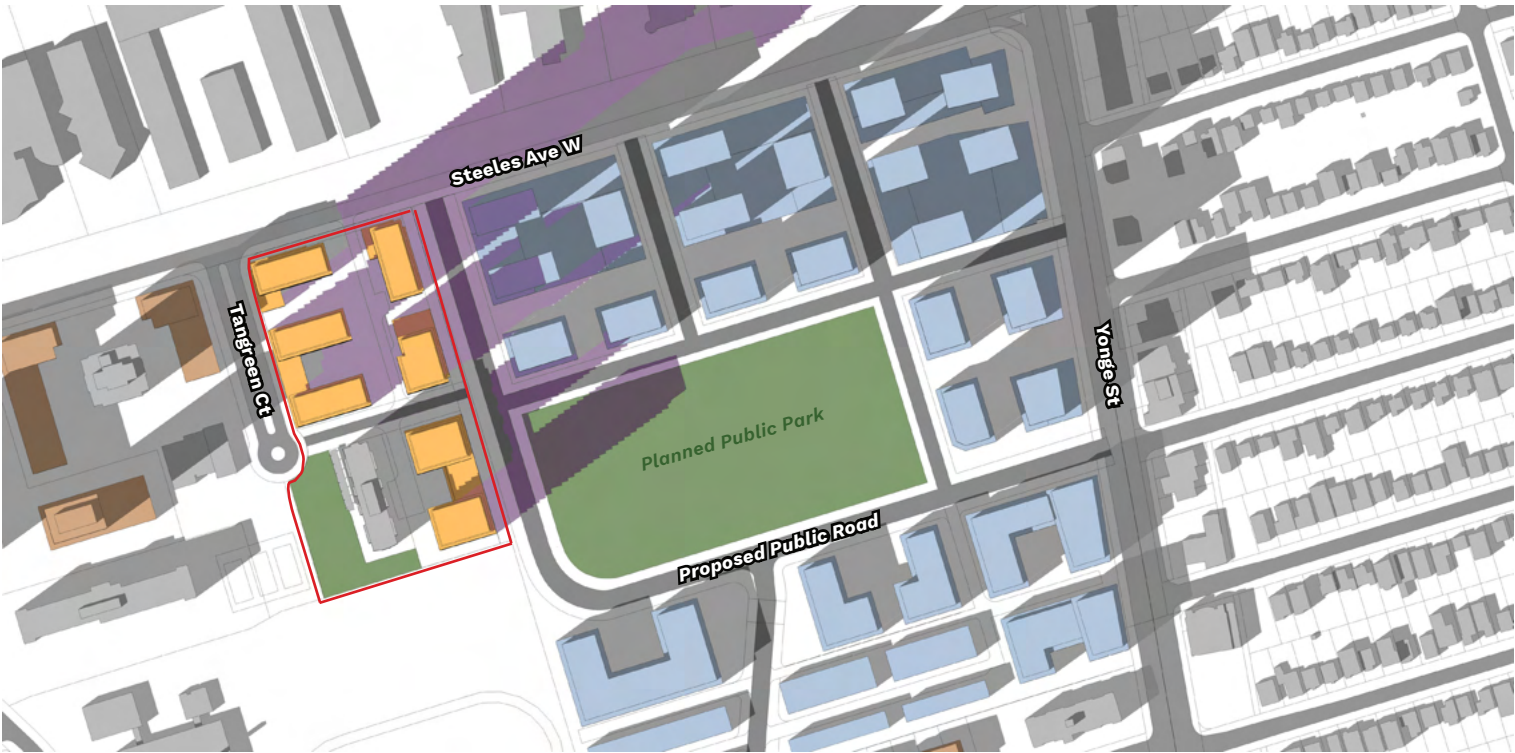 Steeles Ave W
Tangreen Ct
Yonge St
Planned Public Park
Proposed Public Road